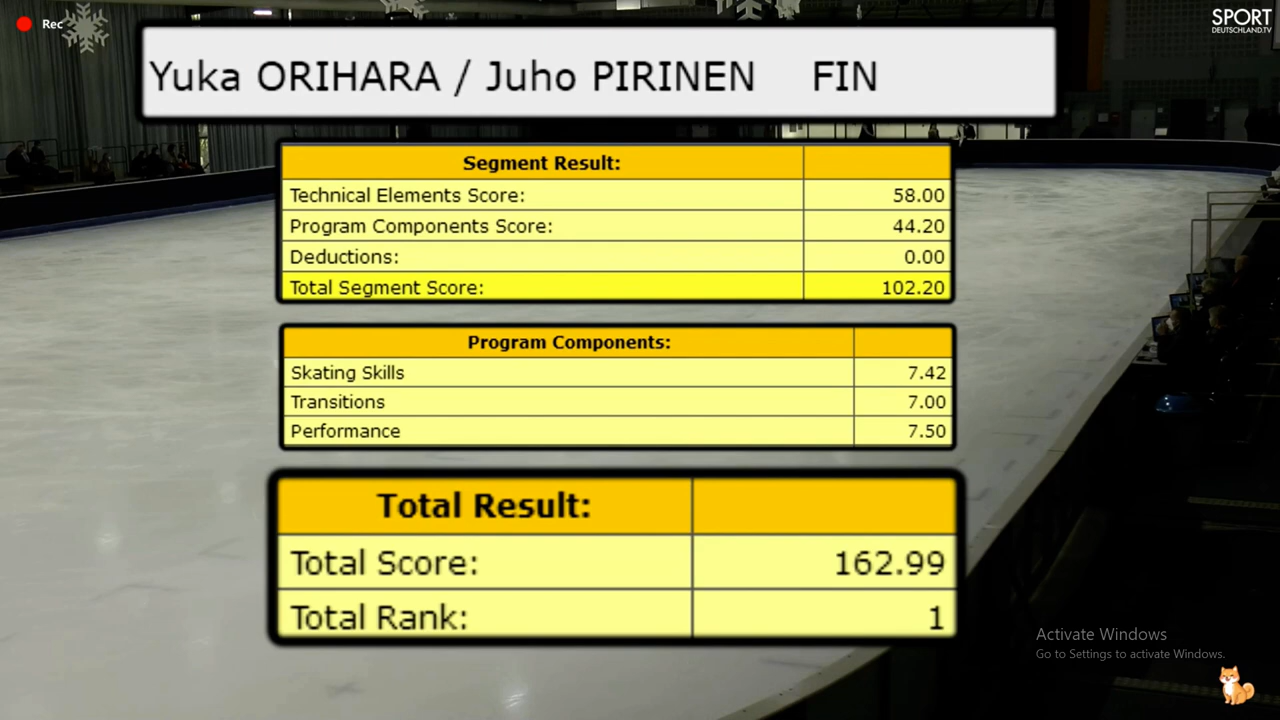 Rec
SPORT
DEUTSCHLAND.TV
Yuka ORIHARA / Juho PIRINEN FIN
Segment Result:
Technical Elements Score: 58.00
Program Components Score: 44.20
Deductions: 0.00
Total Segment Score: 102.20
Program Components:
Skating Skills 7.42
Transitions 7.00
Performance 7.50
Total Result:
Total Score: 162.99
Total Rank: 1
Activate Windows
Go to Settings to activate Windows.